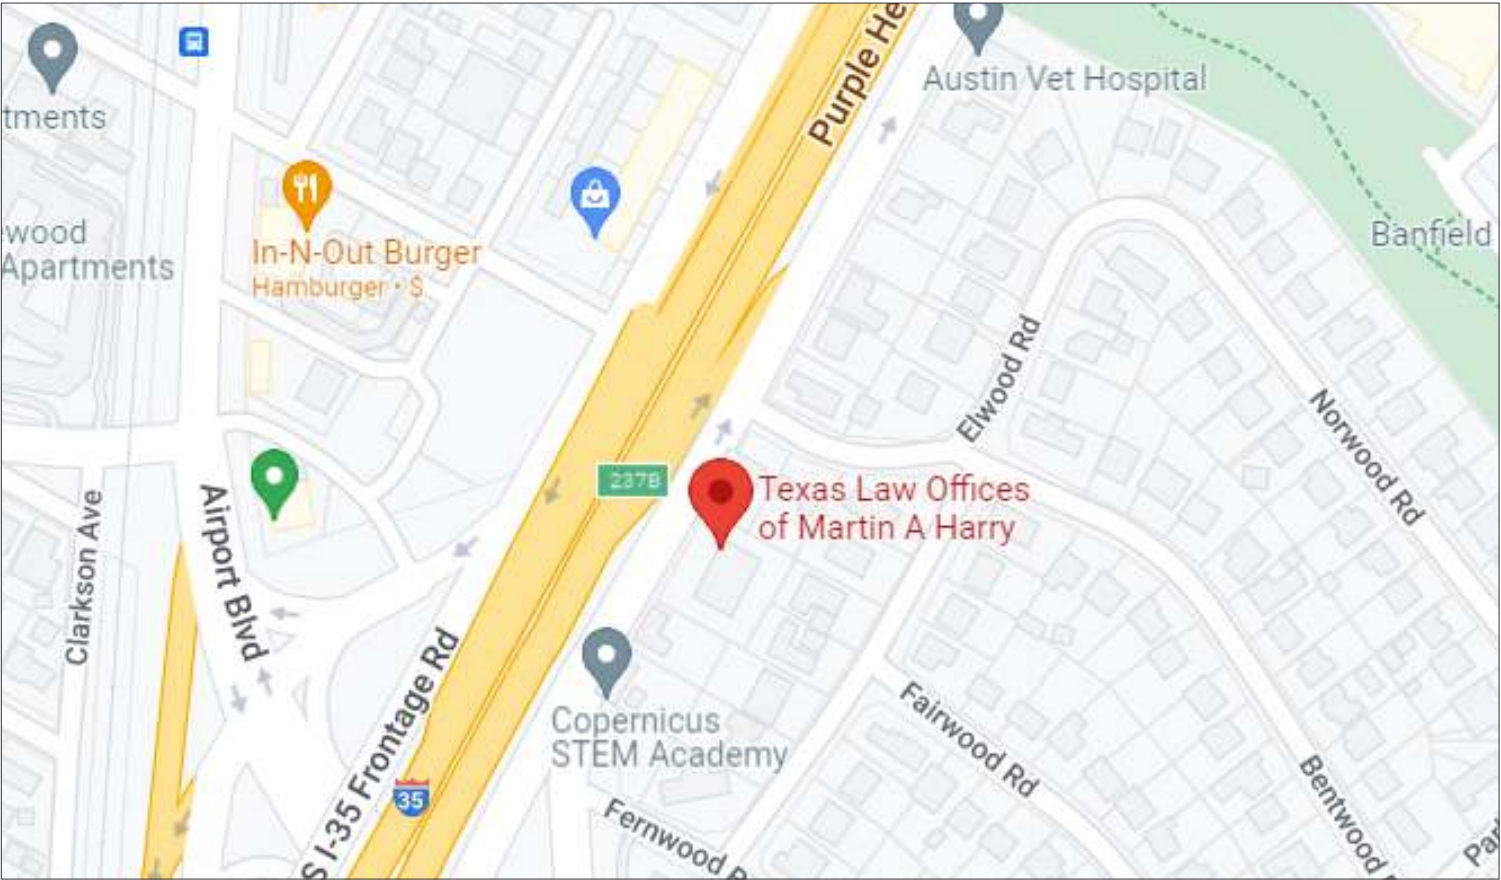 Purple He
Austin Vet Hospital
tments
ewood
Apartments
In-N-Out Burger
Hamburger • $
Banfield
Elwood Rd
Norwood Rd
237B
Texas Law Offices
of Martin A Harry
Clarkson Ave
Airport Blvd
S I-35 Frontage Rd
Copernicus
STEM Academy
35
Fairwood Rd
Fernwood R
Bentwood
Par